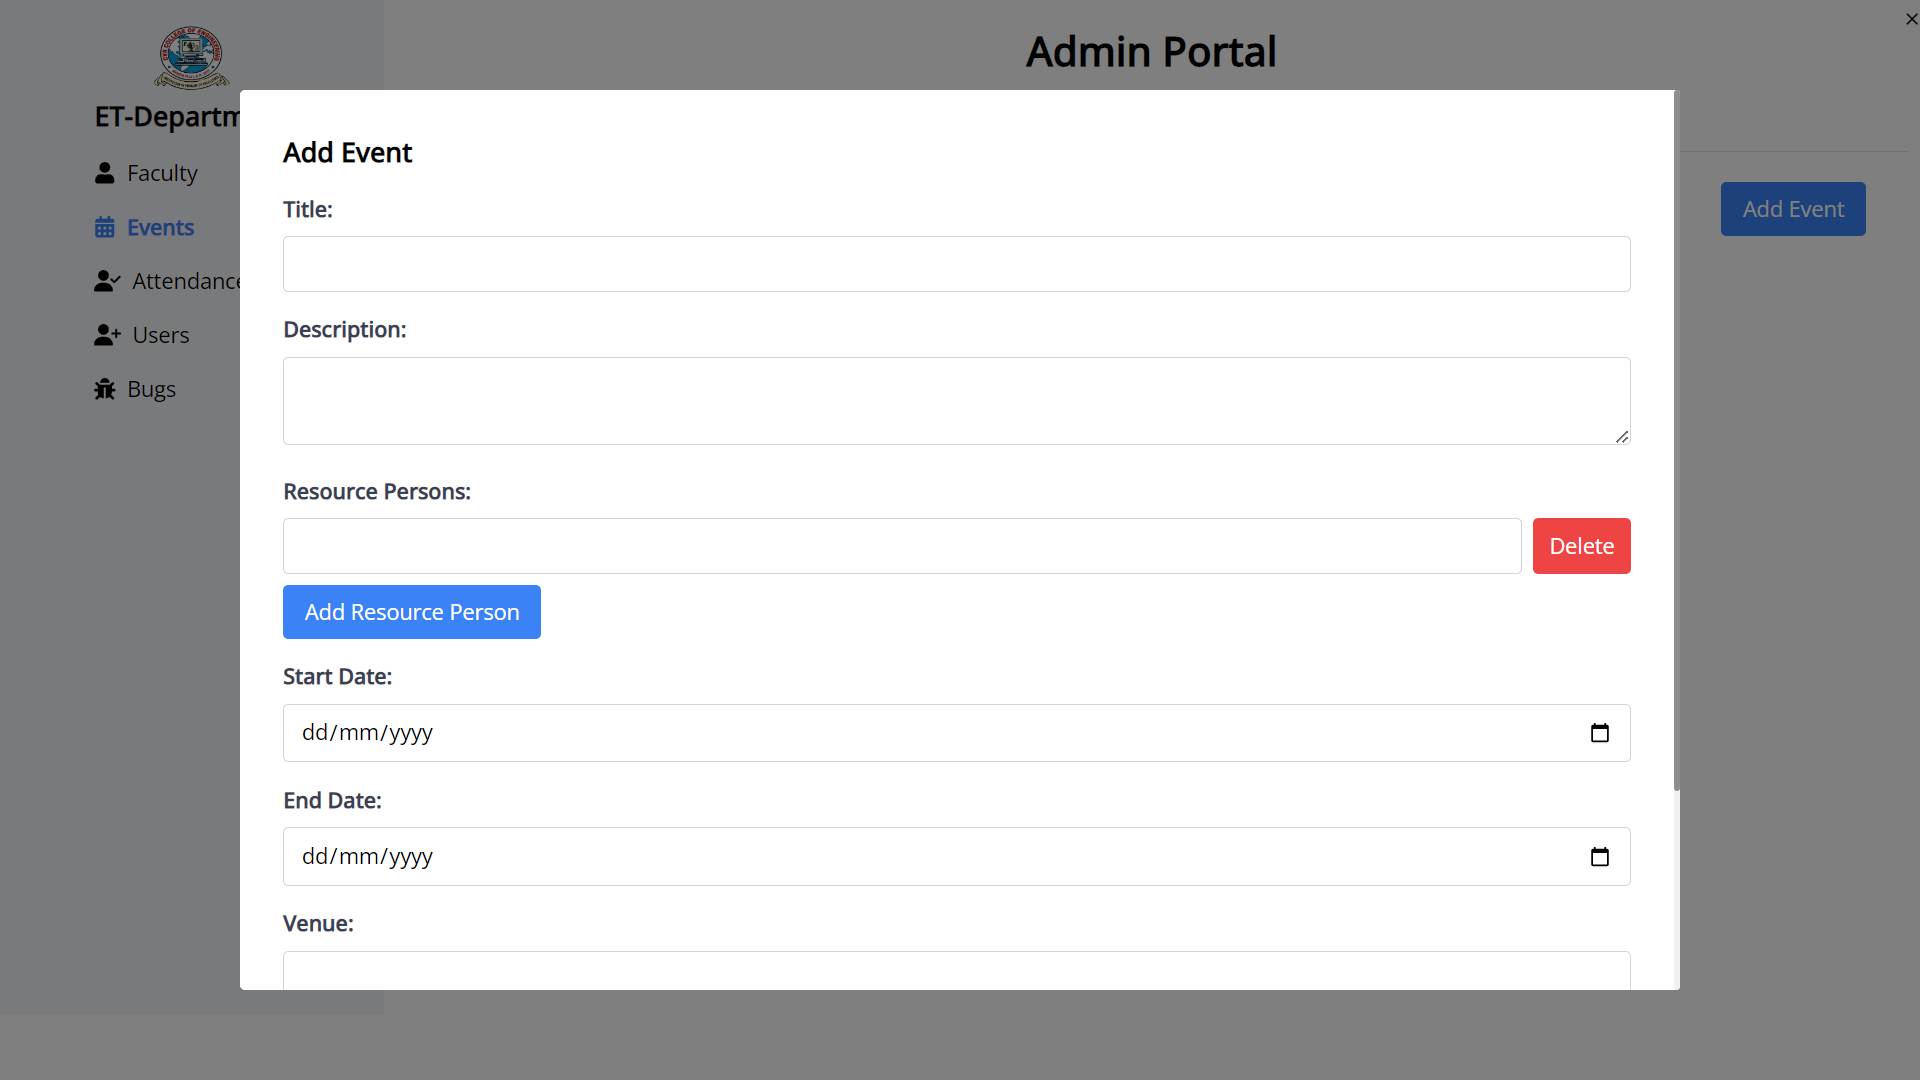 Admin Portal
ET-Departm
Faculty
Events
Attendance
Users
Bugs
Add Event
Add Event
Title:
Description:
Resource Persons:
Delete
Add Resource Person
Start Date:
dd/mm/yyyy
End Date:
dd/mm/yyyy
Venue: